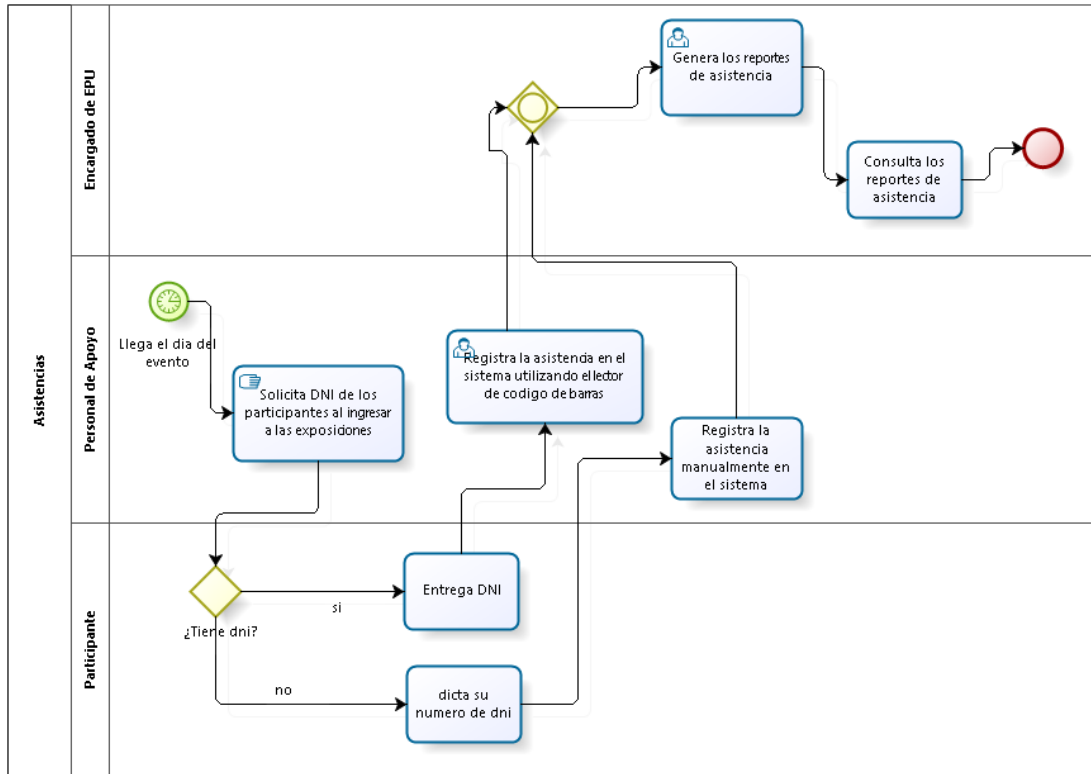 Asistencias
Encargado de EPU
Genera los reportes
de asistencia
Consulta los
reportes de
asistencia
Personal de Apoyo
Llega el dia del
evento
Solicita DNI de los
participantes al ingresar
a las exposiciones
Registra la asistencia en el
sistema utilizando el lector
de codigo de barras
Registra la
asistencia
manualmente en
el sistema
Participante
¿Tiene dni?
si
Entrega DNI
no
dicta su
numero de dni